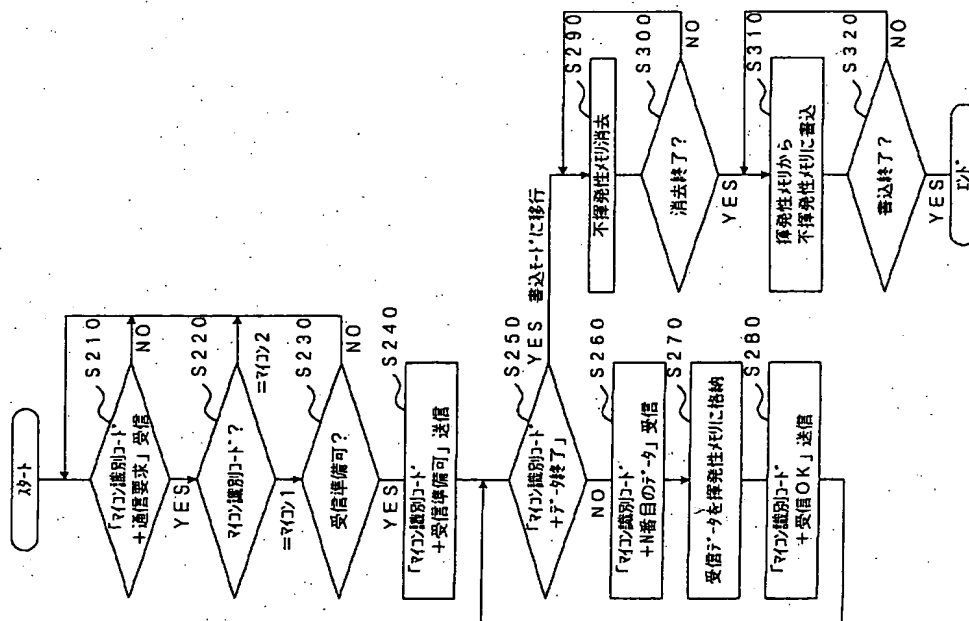 スタート
S210
「マイコン識別コード
+通信要求」受信
NO
YES
S220
マイコン識別コード?
=マイコン2
=マイコン1
S230
受信準備可?
NO
YES
S240
「マイコン識別コード
+受信準備可」送信
S250
「マイコン識別コード
+データ終了」
YES 書込モードに移行
NO
S260
「マイコン識別コード
+N番目のデータ」受信
S270
受信データを揮発性メモリに格納
S280
「マイコン識別コード
+受信OK」送信
S290
不揮発性メモリ消去
S300
消去終了?
NO
YES
S310
揮発性メモリから
不揮発性メモリに書込
S320
書込終了?
NO
YES
エンド